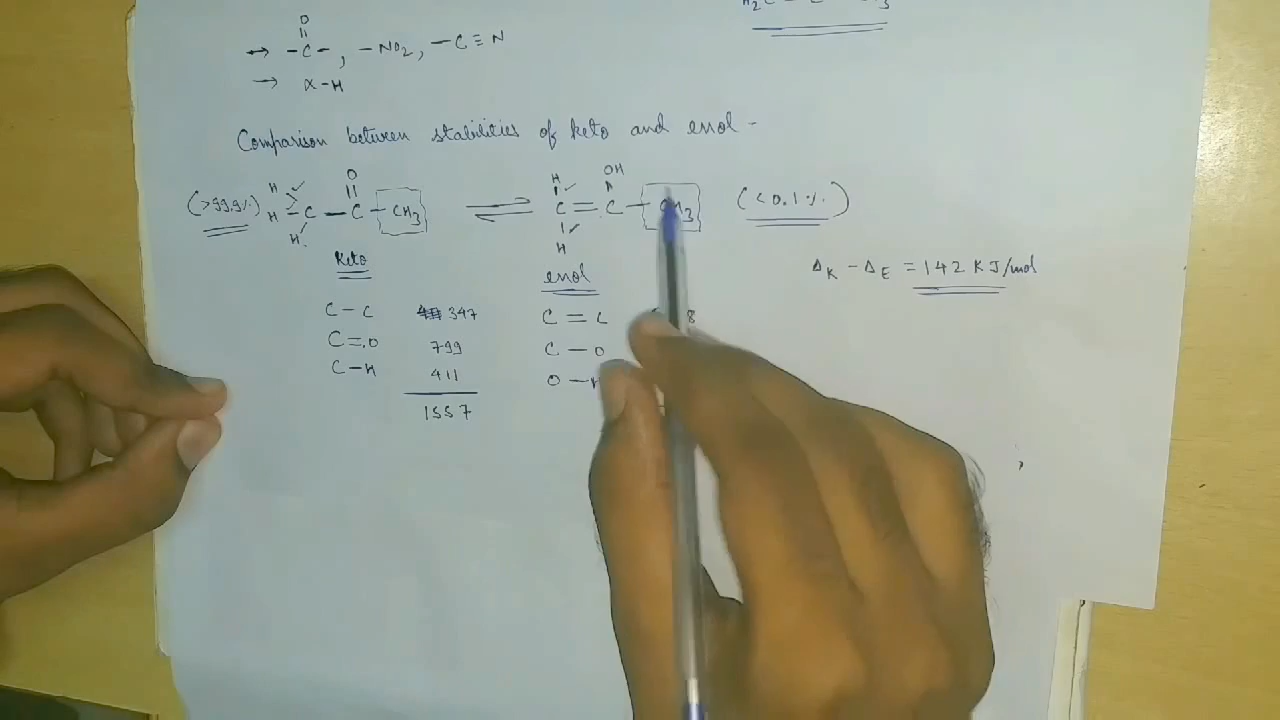 O
||
↔ -C- , -NO2, -C≡N
→ α-H
Comparison between stabilities of keto and enol -
H O H OH
(>99.9%) H - C - C - CH3 ⇌ C = C - CH3 (< 0.1 %)
H H
Keto enol
ΔK - ΔE = 142 KJ/mol
C - C 347 C = C
C = O 799 C - O
C - H 411 O - H
1557